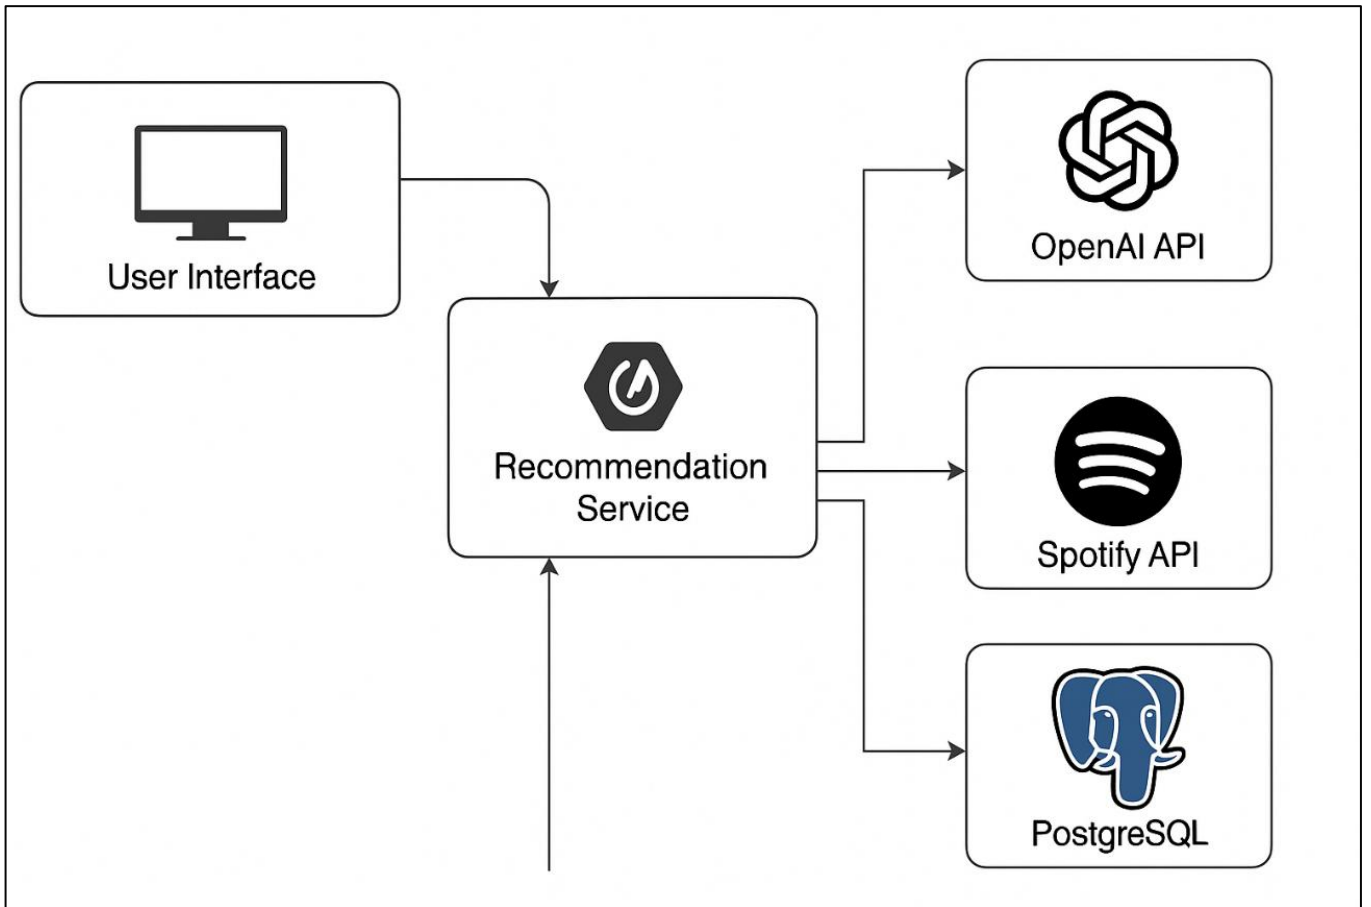 User Interface
Recommendation
Service
OpenAI API
Spotify API
PostgreSQL